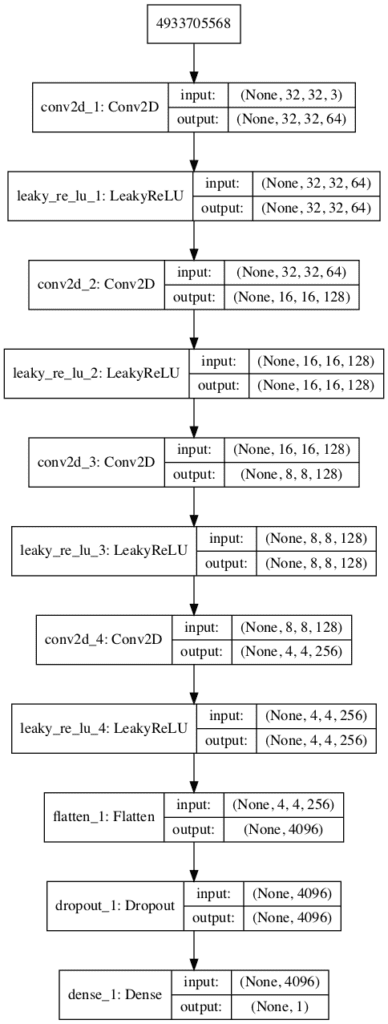 4933705568
conv2d_1: Conv2D
input: (None, 32, 32, 3)
output: (None, 32, 32, 64)
leaky_re_lu_1: LeakyReLU
input: (None, 32, 32, 64)
output: (None, 32, 32, 64)
conv2d_2: Conv2D
input: (None, 32, 32, 64)
output: (None, 16, 16, 128)
leaky_re_lu_2: LeakyReLU
input: (None, 16, 16, 128)
output: (None, 16, 16, 128)
conv2d_3: Conv2D
input: (None, 16, 16, 128)
output: (None, 8, 8, 128)
leaky_re_lu_3: LeakyReLU
input: (None, 8, 8, 128)
output: (None, 8, 8, 128)
conv2d_4: Conv2D
input: (None, 8, 8, 128)
output: (None, 4, 4, 256)
leaky_re_lu_4: LeakyReLU
input: (None, 4, 4, 256)
output: (None, 4, 4, 256)
flatten_1: Flatten
input: (None, 4, 4, 256)
output: (None, 4096)
dropout_1: Dropout
input: (None, 4096)
output: (None, 4096)
dense_1: Dense
input: (None, 4096)
output: (None, 1)